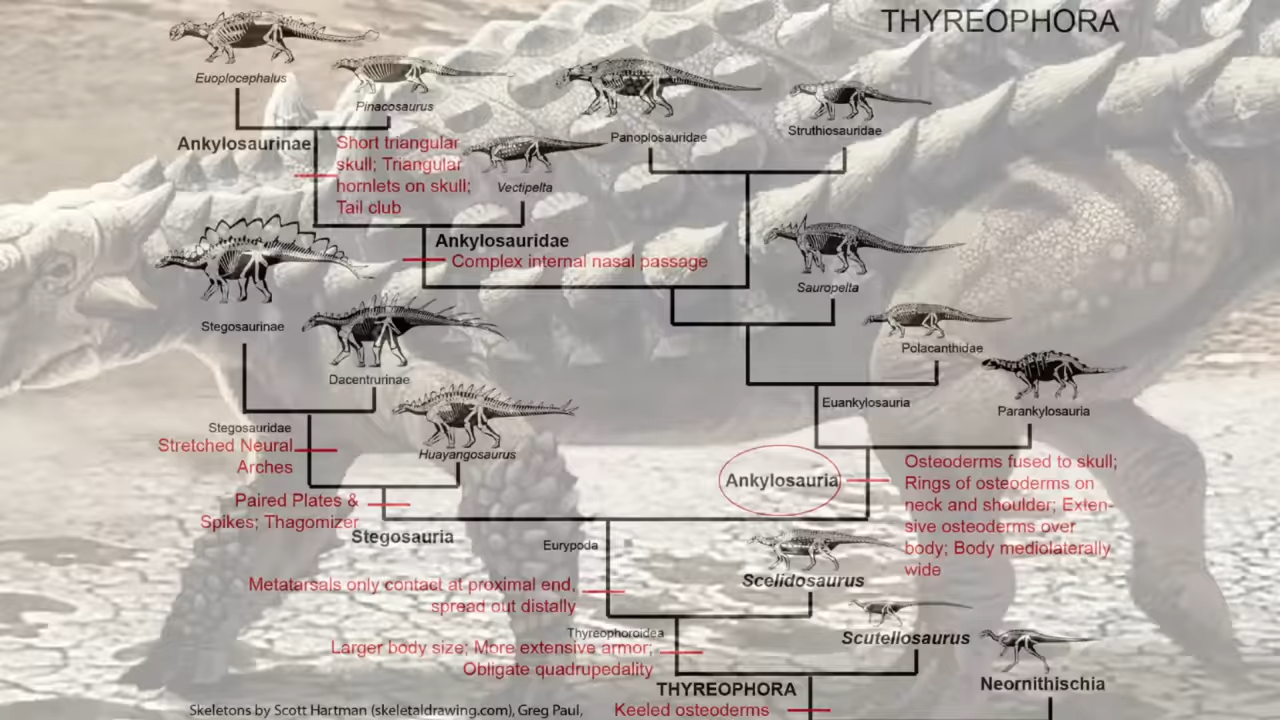 THYREOPHORA
Euoplocephalus
Pinacosaurus
Panoplosauridae
Struthiosauridae
Ankylosaurinae
Short triangular
skull; Triangular
hornlets on skull;
Tail club
Vectipelta
Ankylosauridae
Complex internal nasal passage
Sauropelta
Stegosaurinae
Polacanthidae
Dacentrurinae
Euankylosauria
Parankylosauria
Stegosauridae
Stretched Neural
Arches
Huayangosaurus
Ankylosauria
Osteoderms fused to skull;
Rings of osteoderms on
neck and shoulder; Exten-
sive osteoderms over
body; Body mediolaterally
wide
Paired Plates &
Spikes; Thagomizer
Stegosauria
Eurypoda
Scelidosaurus
Metatarsals only contact at proximal end,
spread out distally
Thyreophoroidea
Scutellosaurus
Larger body size; More extensive armor;
Obligate quadrupedality
Neornithischia
THYREOPHORA
Keeled osteoderms
Skeletons by Scott Hartman (skeletaldrawing.com), Greg Paul,